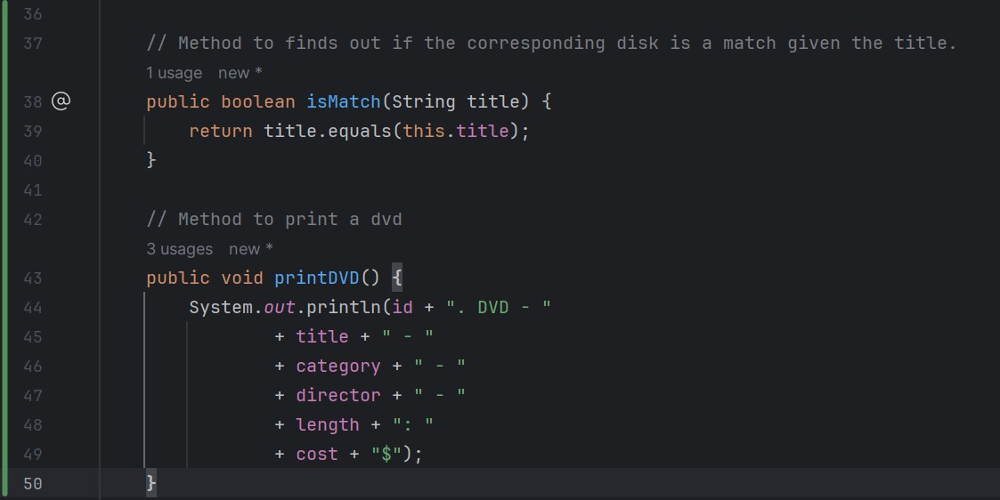 36
37 // Method to finds out if the corresponding disk is a match given the title.
1 usage new *
38 @ public boolean isMatch(String title) {
39 return title.equals(this.title);
40 }
41
42 // Method to print a dvd
3 usages new *
43 public void printDVD() {
44 System.out.println(id + ". DVD - "
45 + title + " - "
46 + category + " - "
47 + director + " - "
48 + length + ": "
49 + cost + "$");
50 }